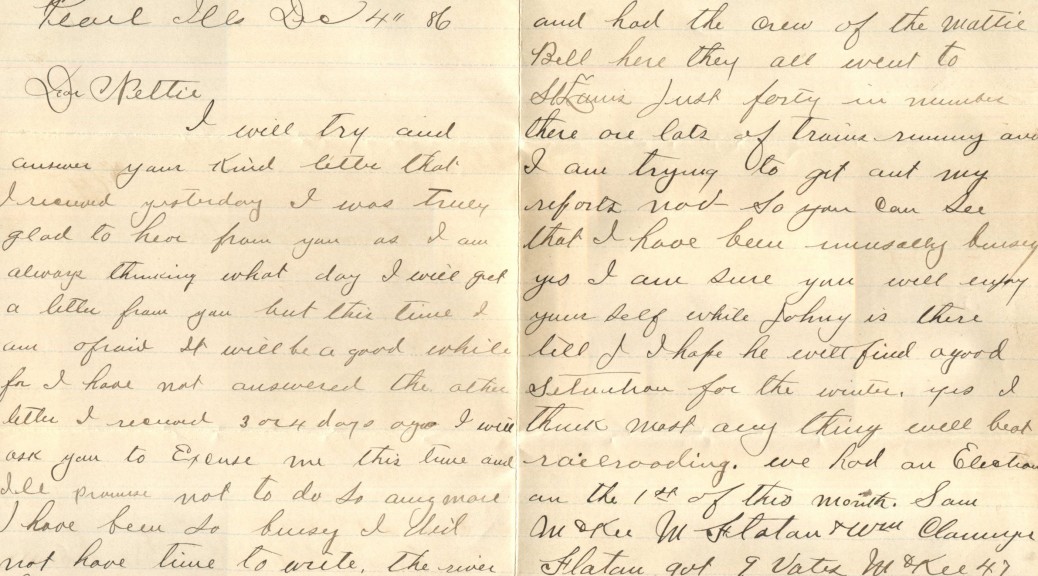 Pearl Ills Dec 4" 86
Dear Nettie
I will try and
answer your kind letter that
I received yesterday I was truly
glad to hear from you as I am
always thinking what day I will get
a letter from you but this time I
am afraid It will be a good while
for I have not answered the other
letter I received 3 or 4 days ago I will
ask you to Excuse me this time and
I'll promise not to do so any more
I have been so buisy I did
not have time to write. the river
and had the crew of the Mattie
Bell here they all went to
St Louis Just forty in number
there are lots of trains running and
I am trying to get out my
reports now so you can see
that I have been unusally buisy
yes I am sure you will enjoy
your self while Johny is there
tell J I hope he will find a good
Situation for the winter. yes I
think most any thing will beat
railroading. we had an Election
on the 1st of this month. Sam
McKee M Flatan & Wm
Flatan got 9 Votes McKee 47